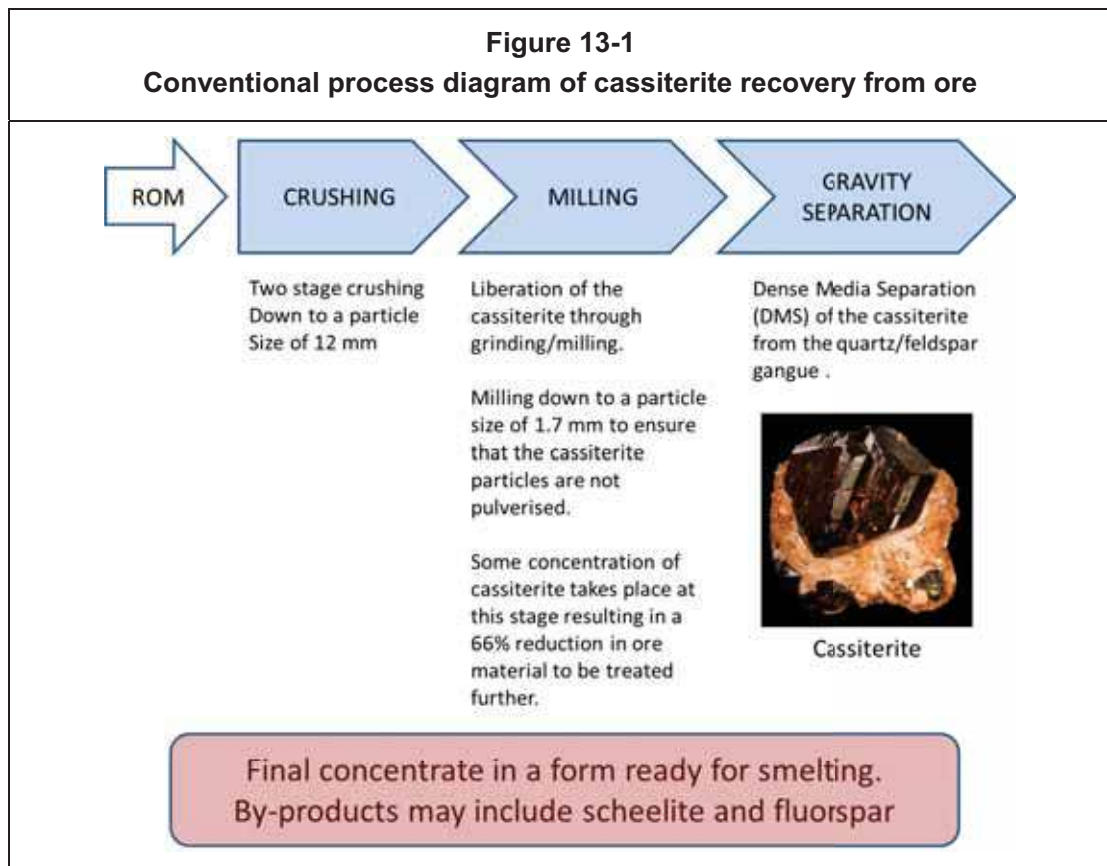 Figure 13-1
Conventional process diagram of cassiterite recovery from ore
ROM
CRUSHING
MILLING
GRAVITY
SEPARATION
Two stage crushing
Down to a particle
Size of 12 mm
Liberation of the
cassiterite through
grinding/milling.
Milling down to a particle
size of 1.7 mm to ensure
that the cassiterite
particles are not
pulverised.
Some concentration of
cassiterite takes place at
this stage resulting in a
66% reduction in ore
material to be treated
further.
Dense Media Separation
(DMS) of the cassiterite
from the quartz/feldspar
gangue .
Cassiterite
Final concentrate in a form ready for smelting.
By-products may include scheelite and fluorspar